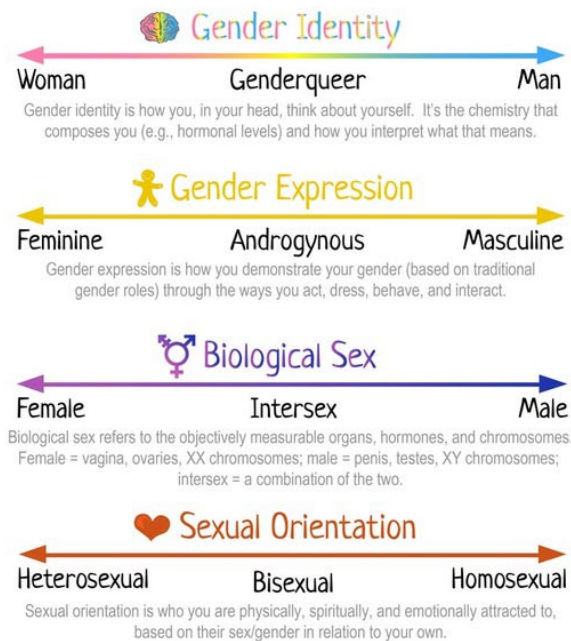 Gender Identity
Woman Genderqueer Man
Gender identity is how you, in your head, think about yourself. It's the chemistry that
composes you (e.g., hormonal levels) and how you interpret what that means.
Gender Expression
Feminine Androgynous Masculine
Gender expression is how you demonstrate your gender (based on traditional
gender roles) through the ways you act, dress, behave, and interact.
Biological Sex
Female Intersex Male
Biological sex refers to the objectively measurable organs, hormones, and chromosomes.
Female = vagina, ovaries, XX chromosomes; male = penis, testes, XY chromosomes;
intersex = a combination of the two.
Sexual Orientation
Heterosexual Bisexual Homosexual
Sexual orientation is who you are physically, spiritually, and emotionally attracted to,
based on their sex/gender in relation to your own.